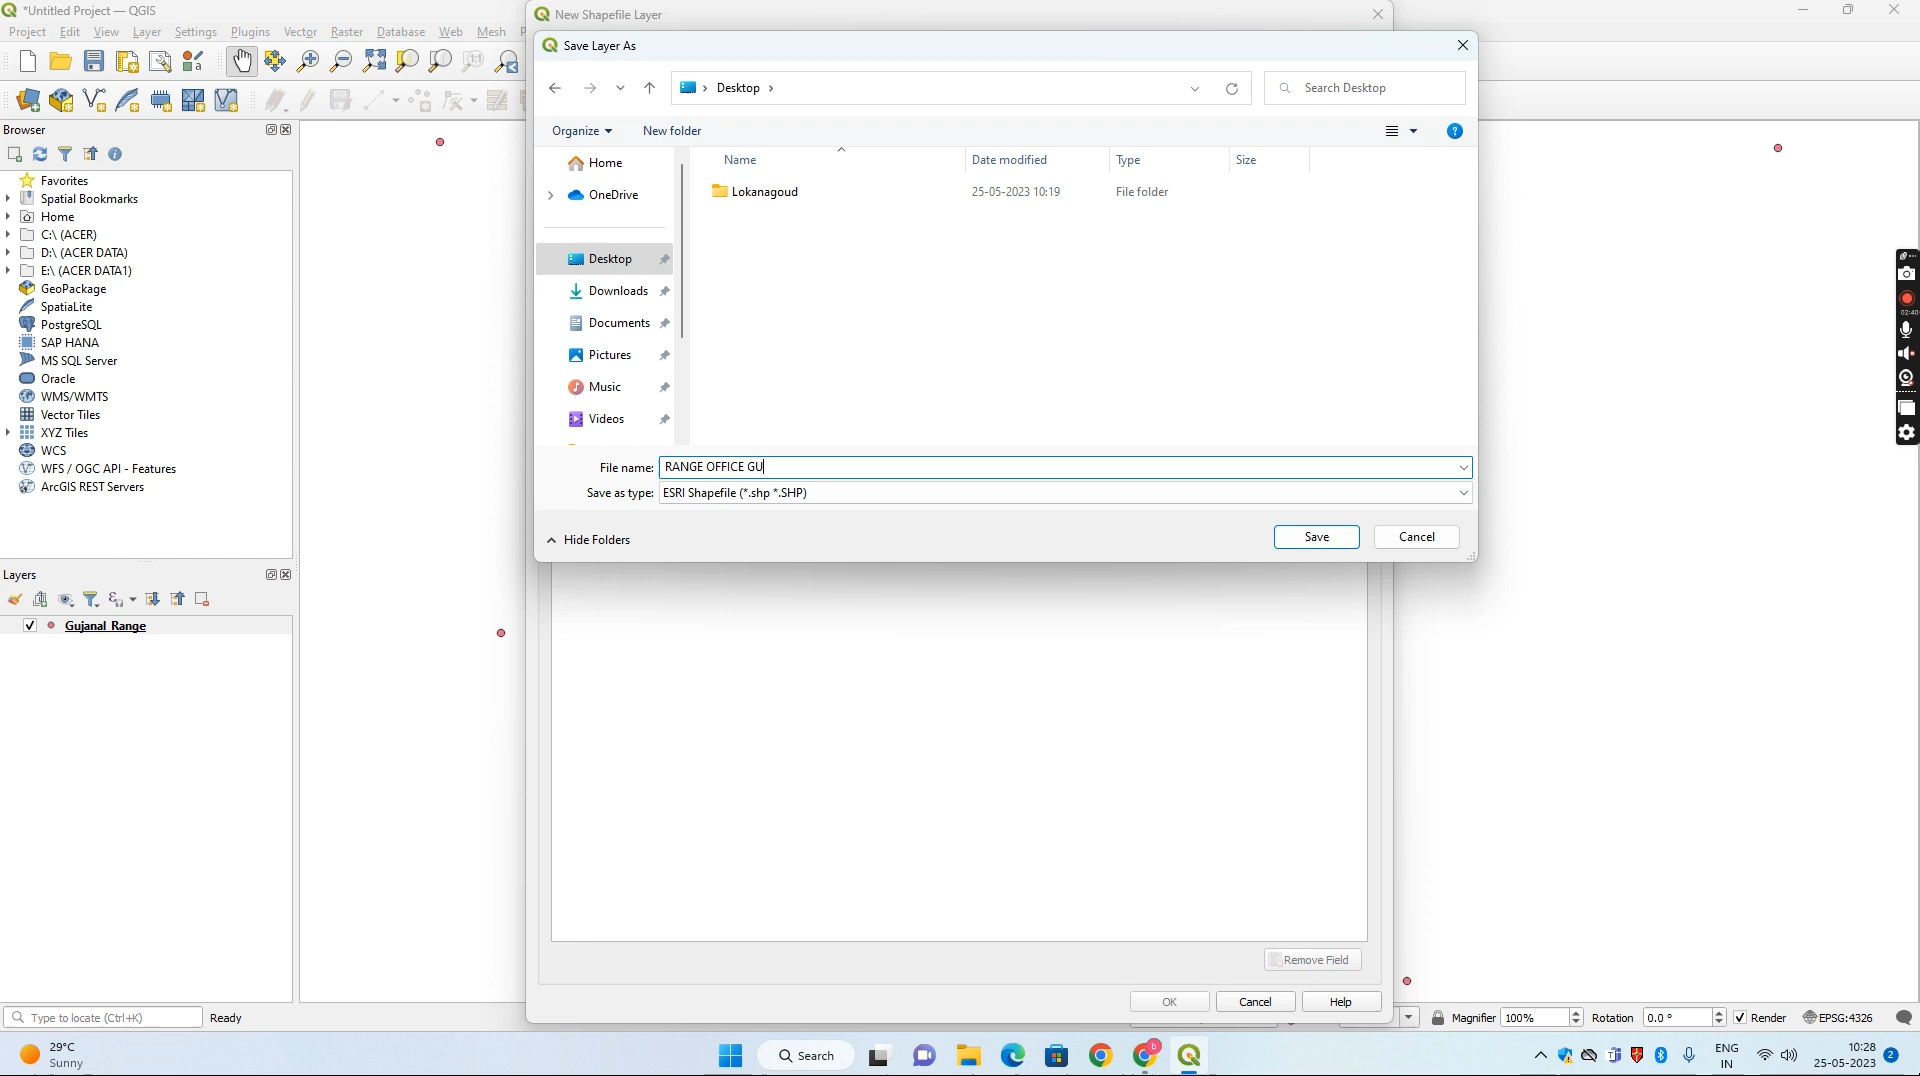 *Untitled Project — QGIS
Project Edit View Layer Settings Plugins Vector Raster Database Web Mesh
New Shapefile Layer
Save Layer As
Desktop
Search Desktop
Organize New folder
Name Date modified Type Size
Lokanagoud 25-05-2023 10:19 File folder
Home
OneDrive
Desktop
Downloads
Documents
Pictures
Music
Videos
File name: RANGE OFFICE GU
Save as type: ESRI Shapefile (*.shp *.SHP)
Hide Folders
Save Cancel
Browser
Favorites
Spatial Bookmarks
Home
C:\ (ACER)
D:\ (ACER DATA)
E:\ (ACER DATA1)
GeoPackage
SpatiaLite
PostgreSQL
SAP HANA
MS SQL Server
Oracle
WMS/WMTS
Vector Tiles
XYZ Tiles
WCS
WFS / OGC API - Features
ArcGIS REST Servers
Layers
Gujanal Range
02:40
Remove Field
OK Cancel Help
Type to locate (Ctrl+K) Ready
Magnifier 100% Rotation 0.0 ° Render EPSG:4326
29°C
Sunny
Search
ENG
IN
10:28
25-05-2023
2